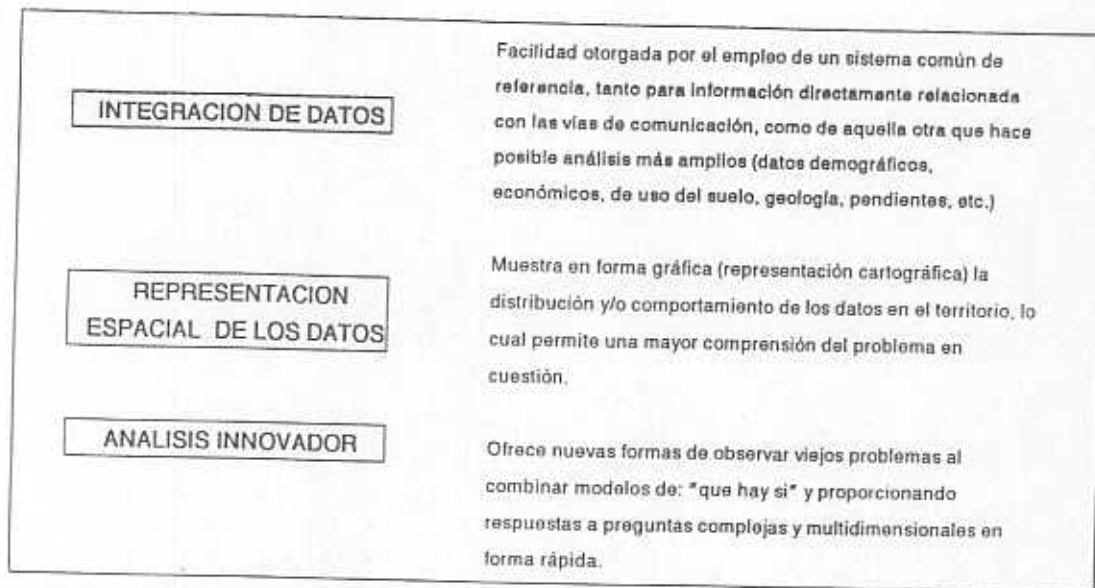 INTEGRACION DE DATOS
Facilidad otorgada por el empleo de un sistema común de
referencia, tanto para información directamente relacionada
con las vías de comunicación, como de aquella otra que hace
posible análisis más amplios (datos demográficos,
económicos, de uso del suelo, geología, pendientes, etc.)
REPRESENTACION
ESPACIAL DE LOS DATOS
Muestra en forma gráfica (representación cartográfica) la
distribución y/o comportamiento de los datos en el territorio, lo
cual permite una mayor comprensión del problema en
cuestión.
ANALISIS INNOVADOR
Ofrece nuevas formas de observar viejos problemas al
combinar modelos de: "que hay si" y proporcionando
respuestas a preguntas complejas y multidimensionales en
forma rápida.